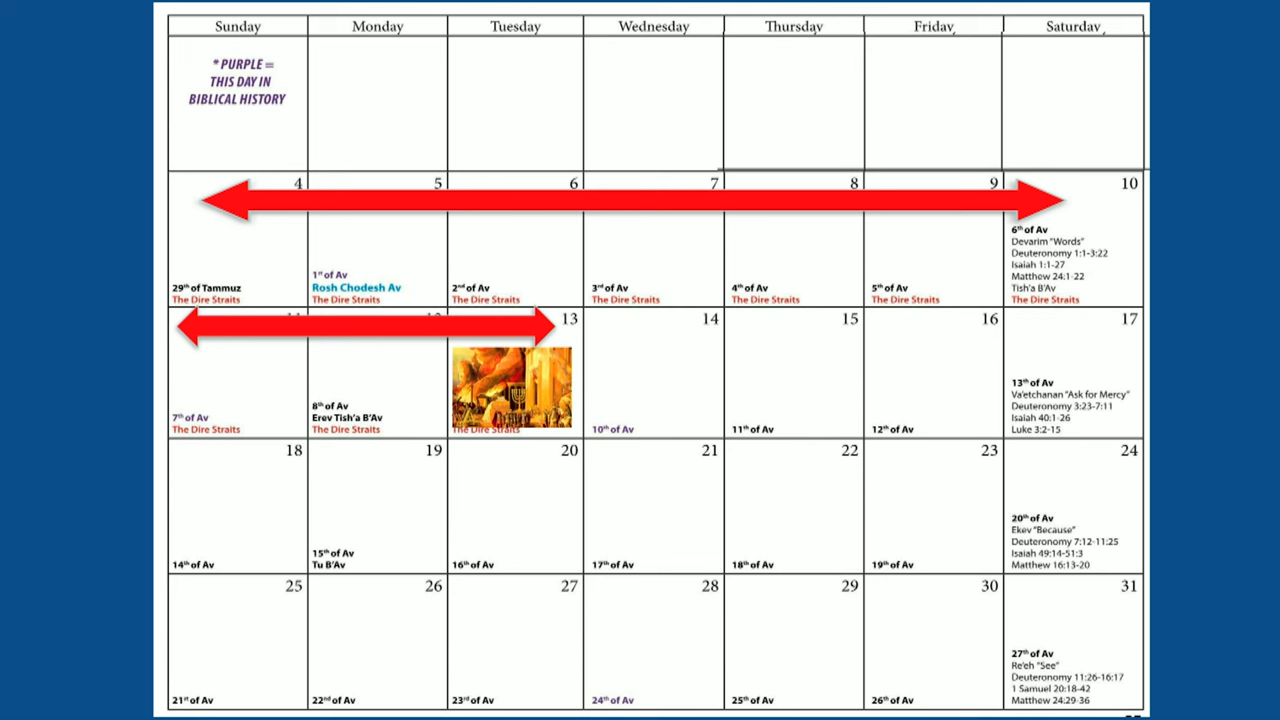 Sunday Monday Tuesday Wednesday Thursday Friday Saturday
* PURPLE =
THIS DAY IN
BIBLICAL HISTORY
4 5 6 7 8 9 10
29th of Tammuz
The Dire Straits
1st of Av
Rosh Chodesh Av
The Dire Straits
2nd of Av
The Dire Straits
3rd of Av
The Dire Straits
4th of Av
The Dire Straits
5th of Av
The Dire Straits
6th of Av
Devarim "Words"
Deuteronomy 1:1-3:22
Isaiah 1:1-27
Matthew 24:1-22
Tish'a B'Av
The Dire Straits
13 14 15 16 17
7th of Av
The Dire Straits
8th of Av
Erev Tish'a B'Av
The Dire Straits
The Dire Straits
10th of Av
11th of Av
12th of Av
13th of Av
Va'etchanan "Ask for Mercy"
Deuteronomy 3:23-7:11
Isaiah 40:1-26
Luke 3:2-15
18 19 20 21 22 23 24
14th of Av
15th of Av
Tu B'Av
16th of Av
17th of Av
18th of Av
19th of Av
20th of Av
Ekev "Because"
Deuteronomy 7:12-11:25
Isaiah 49:14-51:3
Matthew 16:13-20
25 26 27 28 29 30 31
21st of Av
22nd of Av
23rd of Av
24th of Av
25th of Av
26th of Av
27th of Av
Re'eh "See"
Deuteronomy 11:26-16:17
1 Samuel 20:18-42
Matthew 24:29-36